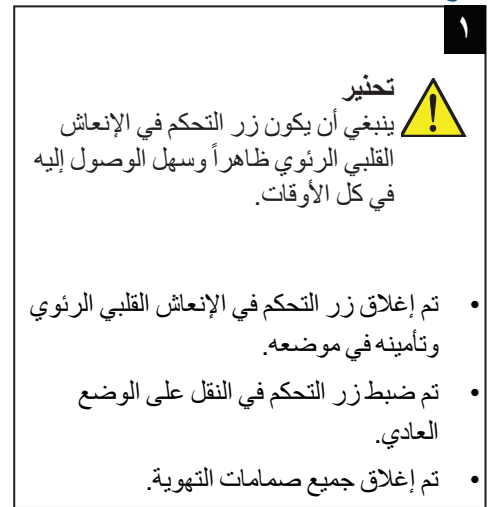 ١
تحذير
ينبغي أن يكون زر التحكم في الإنعاش
القلبي الرئوي ظاهراً وسهل الوصول إليه
في كل الأوقات.
• تم إغلاق زر التحكم في الإنعاش القلبي الرئوي
وتأمينه في موضعه.
• تم ضبط زر التحكم في النقل على الوضع
العادي.
• تم إغلاق جميع صمامات التهوية.